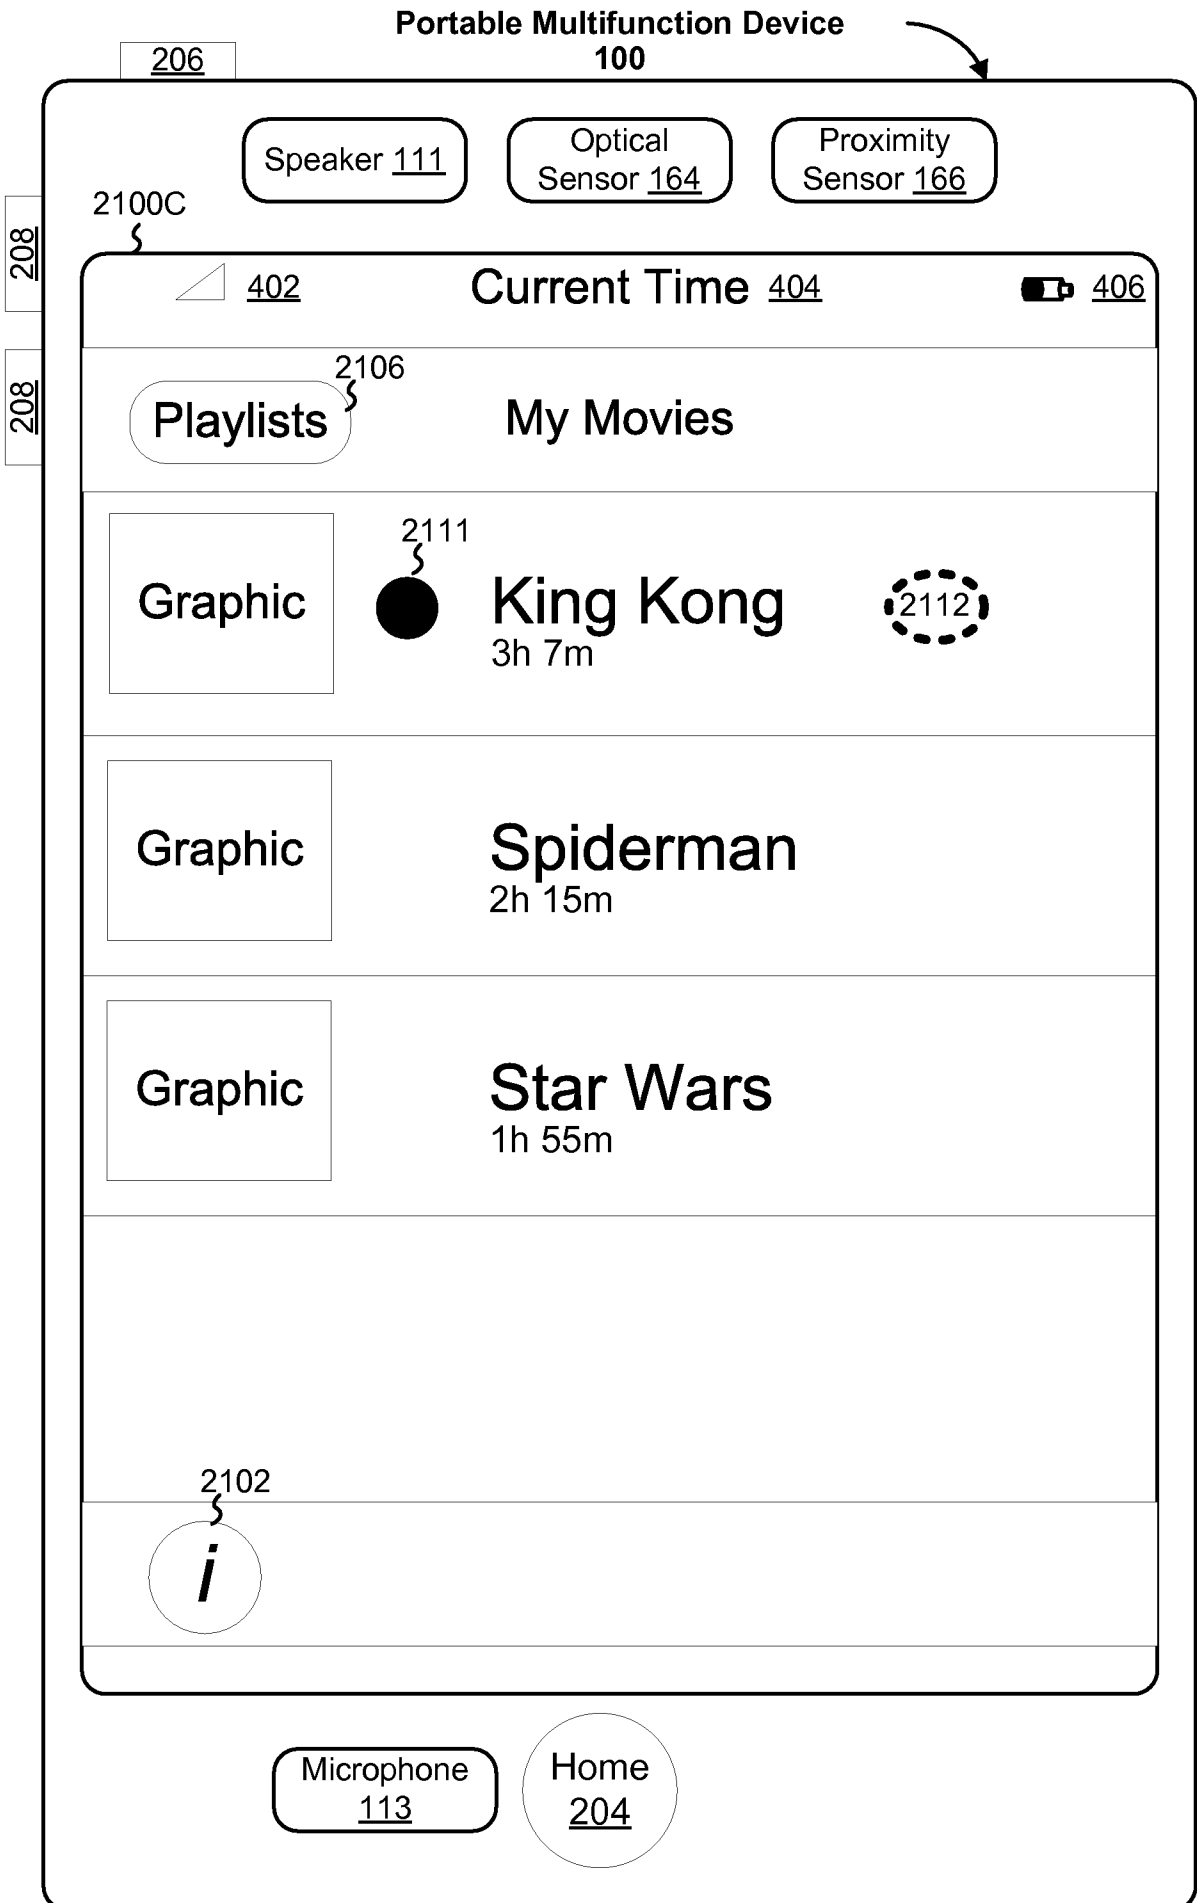 Portable Multifunction Device
100
206
Speaker 111
Optical
Sensor 164
Proximity
Sensor 166
2100C
208
402
Current Time 404
406
208
2106
Playlists
My Movies
2111
Graphic
King Kong
3h 7m
2112
Graphic
Spiderman
2h 15m
Graphic
Star Wars
1h 55m
2102
i
Microphone
113
Home
204